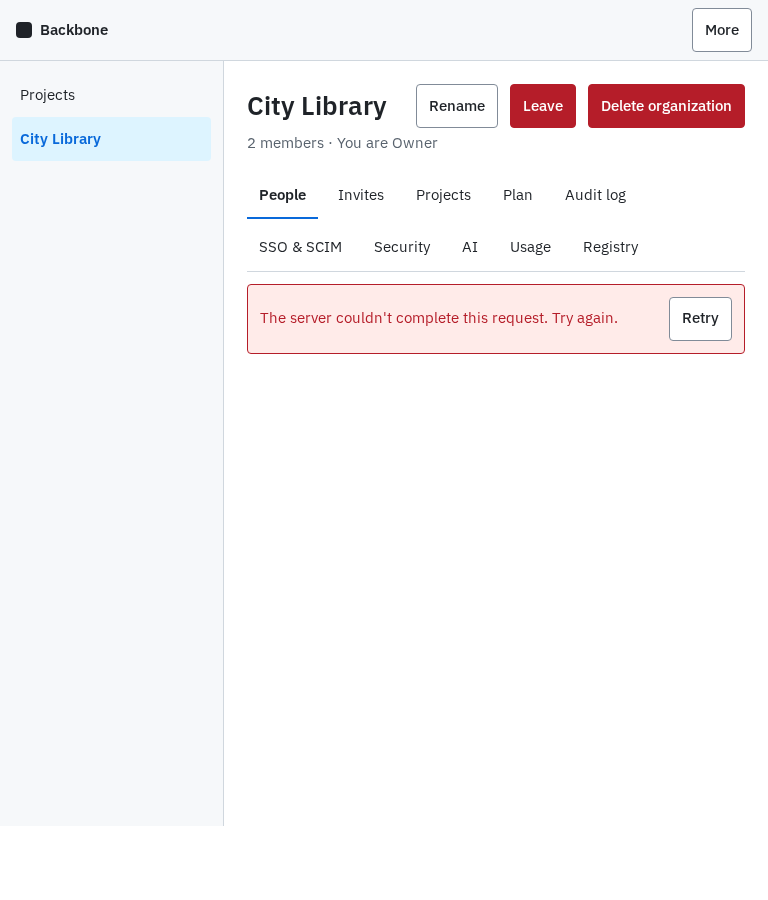 Backbone
More
Projects
City Library
City Library
Rename
Leave
Delete organization
2 members · You are Owner
People
Invites
Projects
Plan
Audit log
SSO & SCIM
Security
AI
Usage
Registry
The server couldn't complete this request. Try again.
Retry